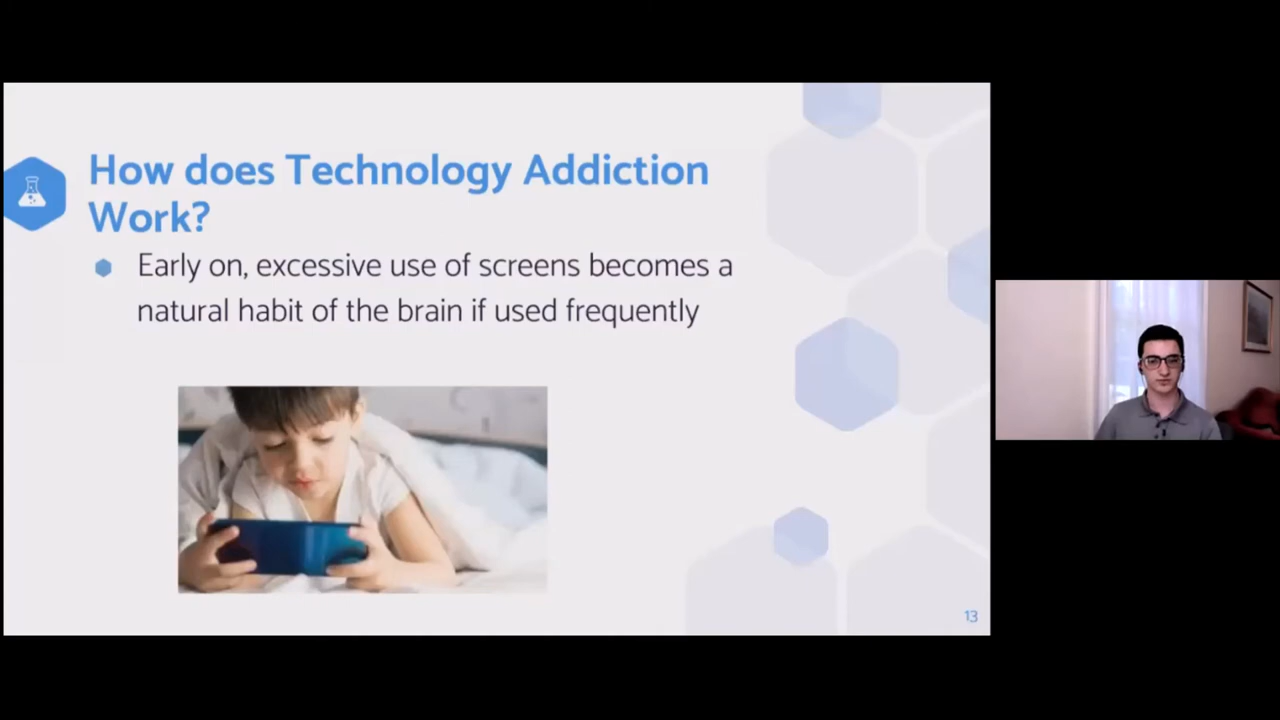 How does Technology Addiction
Work?
Early on, excessive use of screens becomes a
natural habit of the brain if used frequently
13